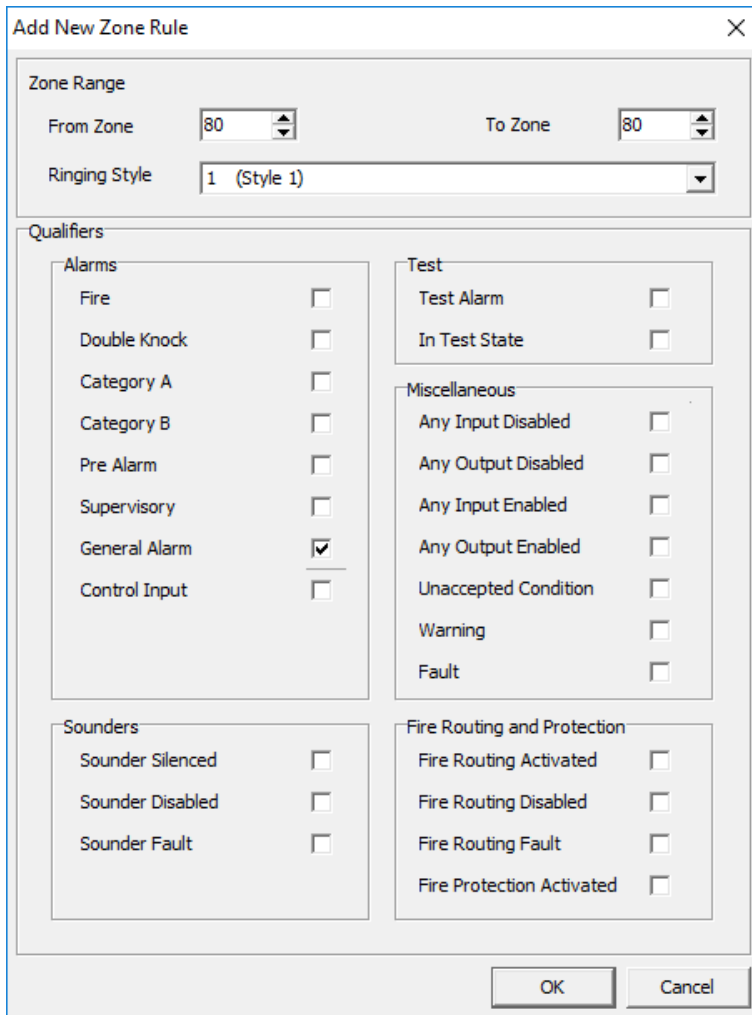 Add New Zone Rule
Zone Range
From Zone 80 To Zone 80
Ringing Style 1 (Style 1)
Qualifiers
Alarms
Fire
Double Knock
Category A
Category B
Pre Alarm
Supervisory
General Alarm
Control Input
Test
Test Alarm
In Test State
Miscellaneous
Any Input Disabled
Any Output Disabled
Any Input Enabled
Any Output Enabled
Unaccepted Condition
Warning
Fault
Sounders
Sounder Silenced
Sounder Disabled
Sounder Fault
Fire Routing and Protection
Fire Routing Activated
Fire Routing Disabled
Fire Routing Fault
Fire Protection Activated
OK Cancel